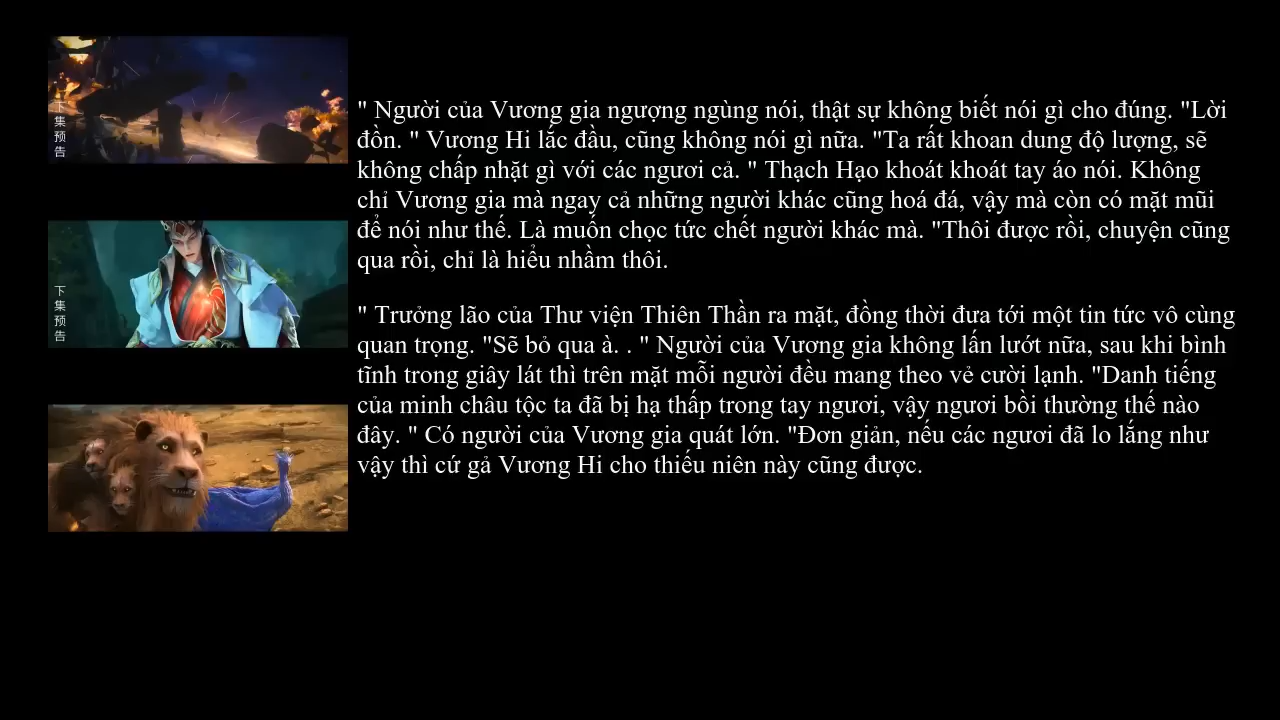 下集预告
下集预告
" Người của Vương gia ngượng ngùng nói, thật sự không biết nói gì cho đúng. "Lời
đồn. " Vương Hi lắc đầu, cũng không nói gì nữa. "Ta rất khoan dung độ lượng, sẽ
không chấp nhặt gì với các ngươi cả. " Thạch Hạo khoát khoát tay áo nói. Không
chỉ Vương gia mà ngay cả những người khác cũng hoá đá, vậy mà còn có mặt mũi
để nói như thế. Là muốn chọc tức chết người khác mà. "Thôi được rồi, chuyện cũng
qua rồi, chỉ là hiểu nhầm thôi.
" Trưởng lão của Thư viện Thiên Thần ra mặt, đồng thời đưa tới một tin tức vô cùng
quan trọng. "Sẽ bỏ qua à. . " Người của Vương gia không lấn lướt nữa, sau khi bình
tĩnh trong giây lát thì trên mặt mỗi người đều mang theo vẻ cười lạnh. "Danh tiếng
của minh châu tộc ta đã bị hạ thấp trong tay ngươi, vậy ngươi bồi thường thế nào
đây. " Có người của Vương gia quát lớn. "Đơn giản, nếu các ngươi đã lo lắng như
vậy thì cứ gả Vương Hi cho thiếu niên này cũng được.